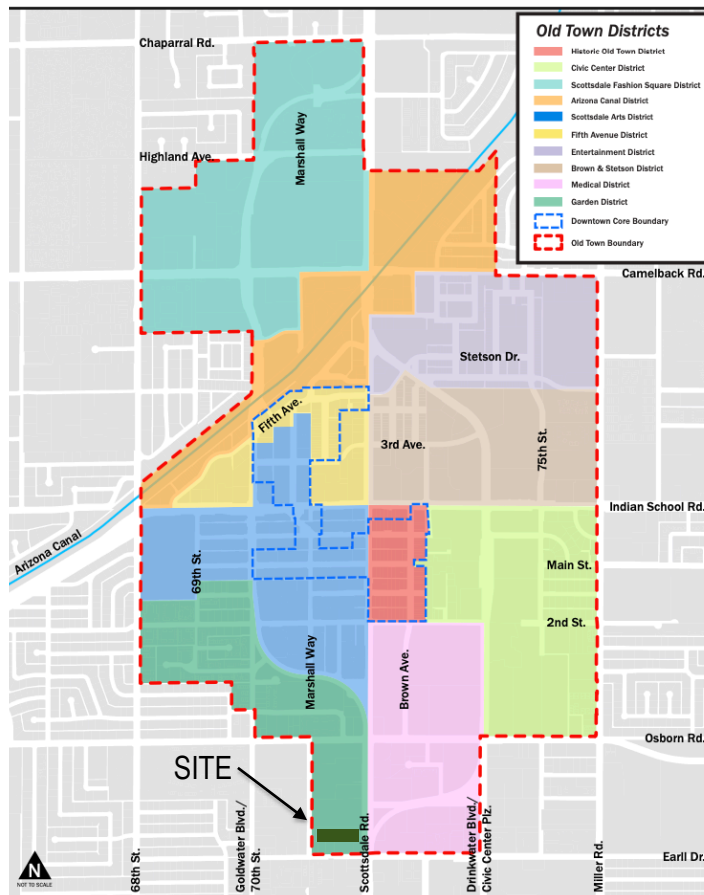 Old Town Districts
Historic Old Town District
Civic Center District
Scottsdale Fashion Square District
Arizona Canal District
Scottsdale Arts District
Fifth Avenue District
Entertainment District
Brown & Stetson District
Medical District
Garden District
Downtown Core Boundary
Old Town Boundary
Chaparral Rd.
Marshall Way
Highland Ave.
Camelback Rd.
Stetson Dr.
Fifth Ave.
3rd Ave.
75th St.
Indian School Rd.
Arizona Canal
69th St.
Main St.
2nd St.
Marshall Way
Brown Ave.
Osborn Rd.
SITE
68th St.
Goldwater Blvd./
70th St.
Scottsdale Rd.
Drinkwater Blvd./
Civic Center Plz.
Miller Rd.
Earll Dr.
N
NOT TO SCALE